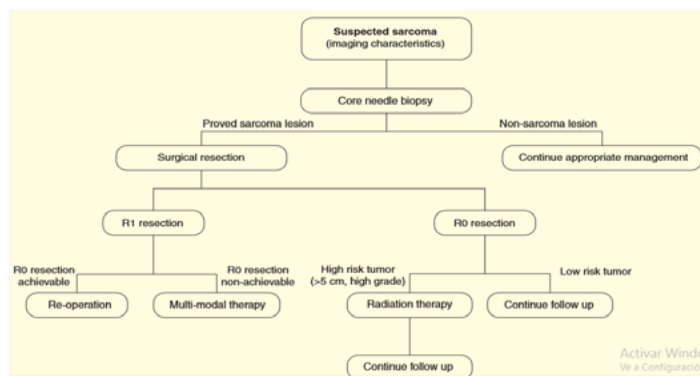 Suspected sarcoma
(imaging characteristics)
Core needle biopsy
Proved sarcoma lesion
Non-sarcoma lesion
Surgical resection
Continue appropriate management
R1 resection
R0 resection
R0 resection
achievable
R0 resection
non-achievable
High risk tumor
(>5 cm, high grade)
Low risk tumor
Re-operation
Multi-modal therapy
Radiation therapy
Continue follow up
Continue follow up
Activar Windo
Ve a Configuració